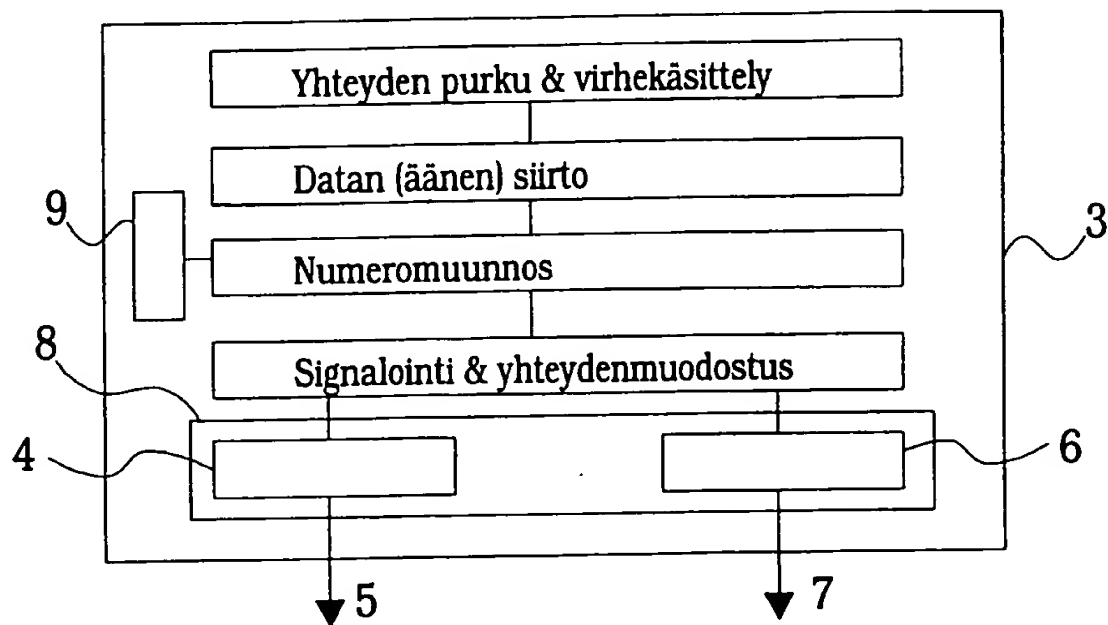 Yhteyden purku & virhekäsittely
Datan (äänen) siirto
9
3
Numeromuunnos
8
Signalointi & yhteydenmuodostus
4
6
5
7